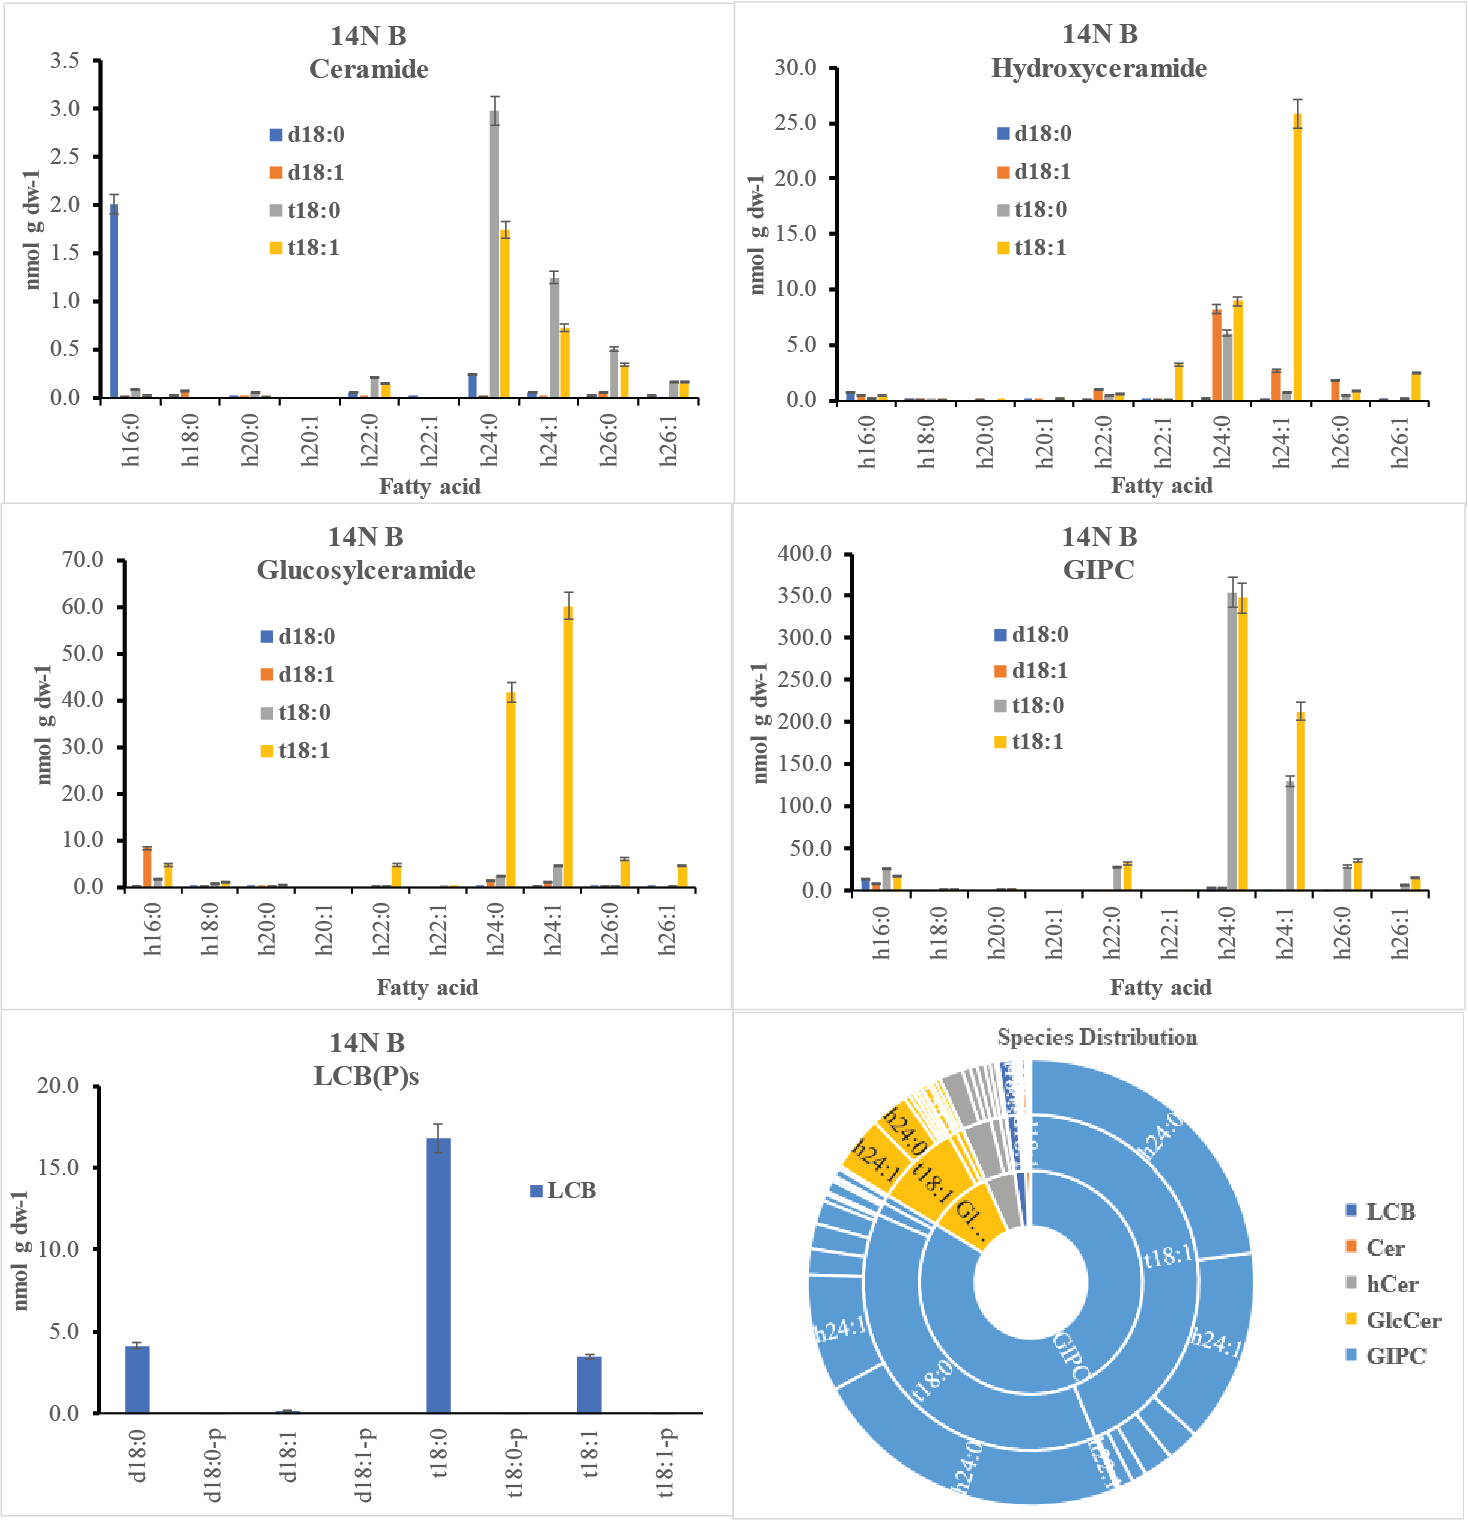 14N B
Ceramide
3.5
3.0
2.5
2.0
1.5
1.0
0.5
0.0
nmol g dw-1
d18:0
d18:1
t18:0
t18:1
h16:0
h18:0
h20:0
h20:1
h22:0
h22:1
h24:0
h24:1
h26:0
h26:1
Fatty acid
14N B
Hydroxyceramide
30.0
25.0
20.0
15.0
10.0
5.0
0.0
nmol g dw-1
d18:0
d18:1
t18:0
t18:1
h16:0
h18:0
h20:0
h20:1
h22:0
h22:1
h24:0
h24:1
h26:0
h26:1
Fatty acid
14N B
Glucosylceramide
70.0
60.0
50.0
40.0
30.0
20.0
10.0
0.0
nmol g dw-1
d18:0
d18:1
t18:0
t18:1
h16:0
h18:0
h20:0
h20:1
h22:0
h22:1
h24:0
h24:1
h26:0
h26:1
Fatty acid
14N B
GIPC
400.0
350.0
300.0
250.0
200.0
150.0
100.0
50.0
0.0
nmol g dw-1
d18:0
d18:1
t18:0
t18:1
h16:0
h18:0
h20:0
h20:1
h22:0
h22:1
h24:0
h24:1
h26:0
h26:1
Fatty acid
14N B
LCB(P)s
20.0
15.0
10.0
5.0
0.0
nmol g dw-1
LCB
d18:0
d18:0-p
d18:1
d18:1-p
t18:0
t18:0-p
t18:1
t18:1-p
Species Distribution
h24:0
t18:1
h24:1
GIPC
h24:0
t18:0
h24:1
h24:1
h24:0
t18:1
Gl...
LCB
Cer
hCer
GlcCer
GIPC